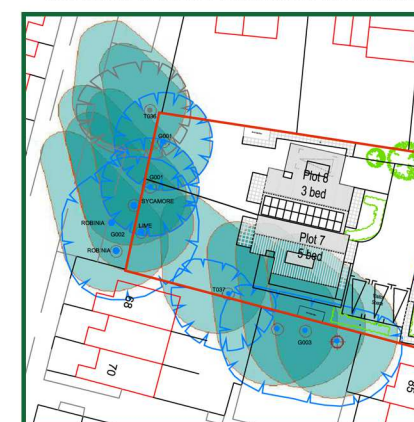 T036
G001
G001
Plot 8
3 bed
SYCAMORE
ROBINIA
LIME
G002
ROBINIA
Plot 7
5 bed
T037
68
G003
70
85